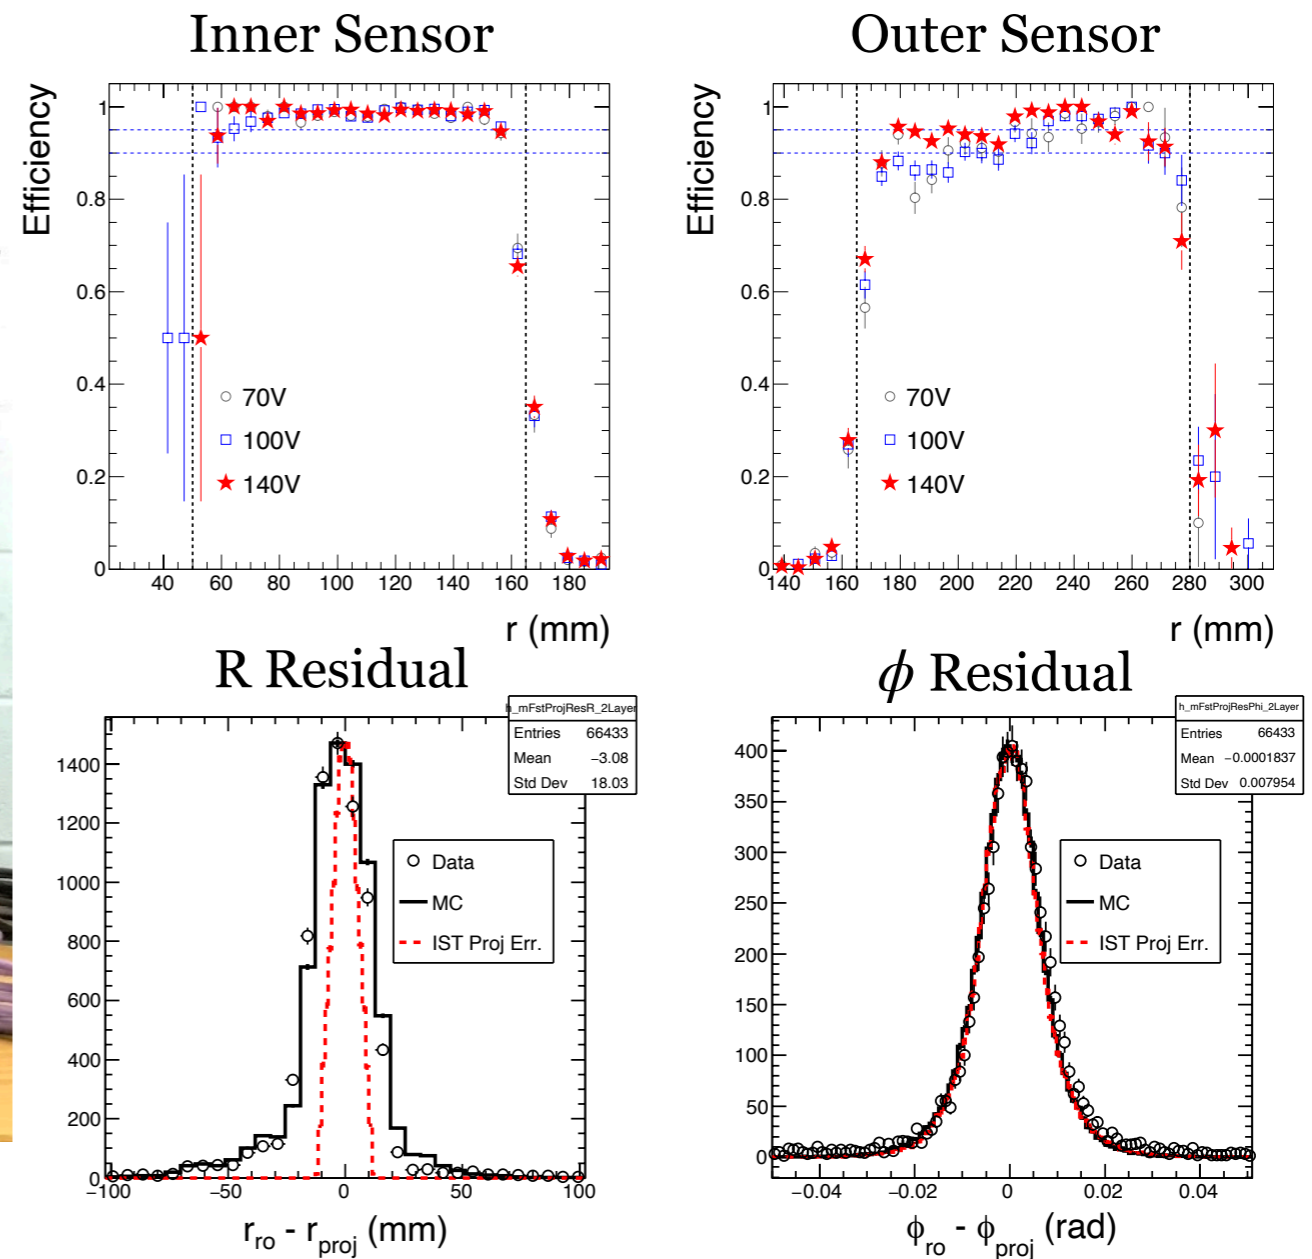 Inner Sensor
Efficiency
1
0.8
0.6
0.4
0.2
0
70V
100V
140V
40 60 80 100 120 140 160 180
r (mm)
Outer Sensor
Efficiency
1
0.8
0.6
0.4
0.2
0
70V
100V
140V
140 160 180 200 220 240 260 280 300
r (mm)
R Residual
h_mFstProjResR_2Layer
Entries 66433
Mean −3.08
Std Dev 18.03
1400
1200
1000
800
600
400
200
0
Data
MC
IST Proj Err.
−100 −50 0 50 100
r_ro - r_proj (mm)
ϕ Residual
h_mFstProjResPhi_2Layer
Entries 66433
Mean −0.0001837
Std Dev 0.007954
400
350
300
250
200
150
100
50
0
Data
MC
IST Proj Err.
−0.04 −0.02 0 0.02 0.04
ϕ_ro - ϕ_proj (rad)